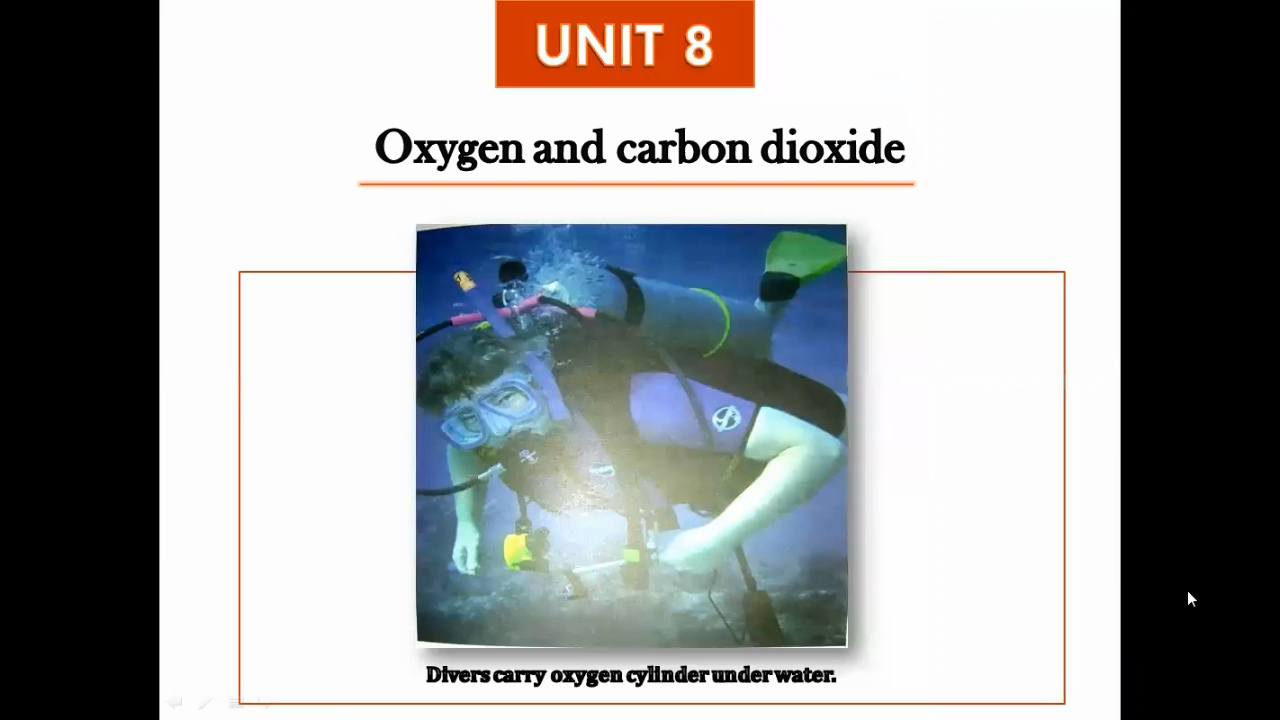 UNIT 8
Oxygen and carbon dioxide
Divers carry oxygen cylinder under water.